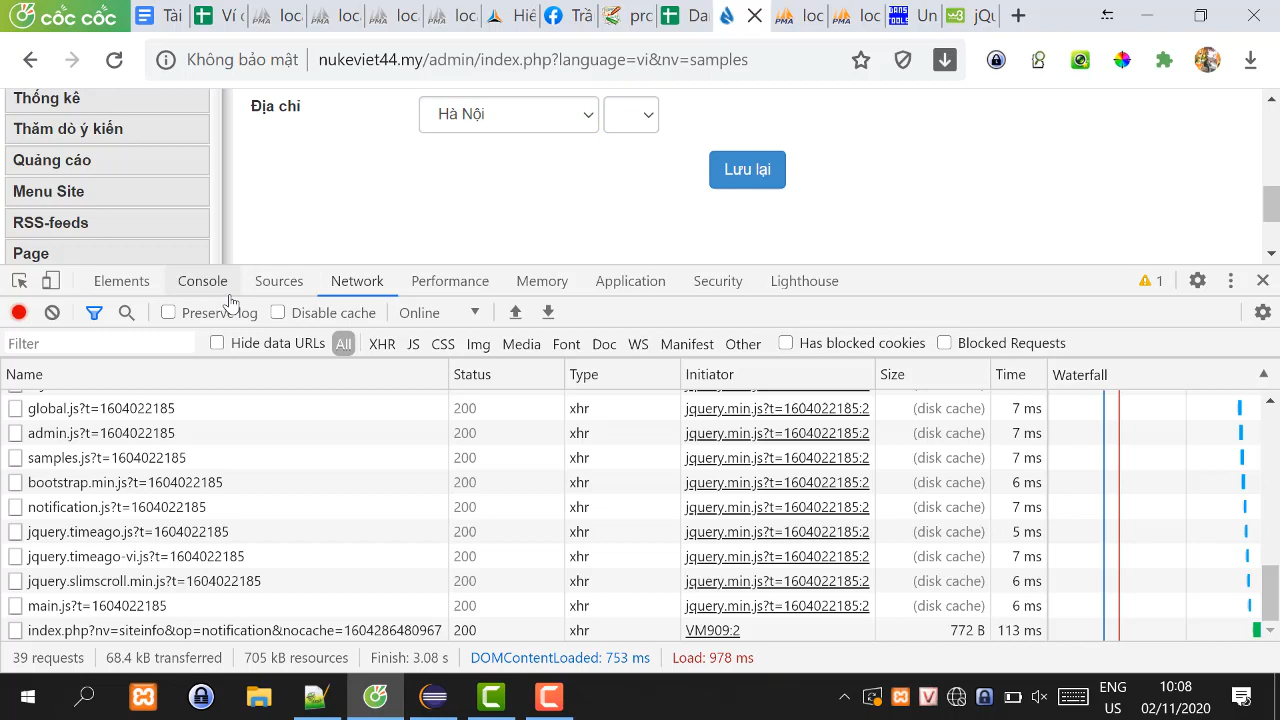 cốc cốc
Tài
Ví
loc
loc
loc
loc
Hiể
Trầ
prc
Da
loc
loc
Un
jQu
Không bảo mật
nukeviet44.my/admin/index.php?language=vi&nv=samples
Thống kê
Thăm dò ý kiến
Quảng cáo
Menu Site
RSS-feeds
Page
Địa chỉ
Hà Nội
Lưu lại
Elements Console Sources Network Performance Memory Application Security Lighthouse 1
Preserve log Disable cache Online
Filter Hide data URLs All XHR JS CSS Img Media Font Doc WS Manifest Other Has blocked cookies Blocked Requests
Name Status Type Initiator Size Time Waterfall
global.js?t=1604022185 200 xhr jquery.min.js?t=1604022185:2 (disk cache) 7 ms
admin.js?t=1604022185 200 xhr jquery.min.js?t=1604022185:2 (disk cache) 7 ms
samples.js?t=1604022185 200 xhr jquery.min.js?t=1604022185:2 (disk cache) 7 ms
bootstrap.min.js?t=1604022185 200 xhr jquery.min.js?t=1604022185:2 (disk cache) 6 ms
notification.js?t=1604022185 200 xhr jquery.min.js?t=1604022185:2 (disk cache) 7 ms
jquery.timeago.js?t=1604022185 200 xhr jquery.min.js?t=1604022185:2 (disk cache) 5 ms
jquery.timeago-vi.js?t=1604022185 200 xhr jquery.min.js?t=1604022185:2 (disk cache) 7 ms
jquery.slimscroll.min.js?t=1604022185 200 xhr jquery.min.js?t=1604022185:2 (disk cache) 6 ms
main.js?t=1604022185 200 xhr jquery.min.js?t=1604022185:2 (disk cache) 6 ms
index.php?nv=siteinfo&op=notification&nocache=1604286480967 200 xhr VM909:2 772 B 113 ms
39 requests 68.4 kB transferred 705 kB resources Finish: 3.08 s DOMContentLoaded: 753 ms Load: 978 ms
ENG
US
10:08
02/11/2020